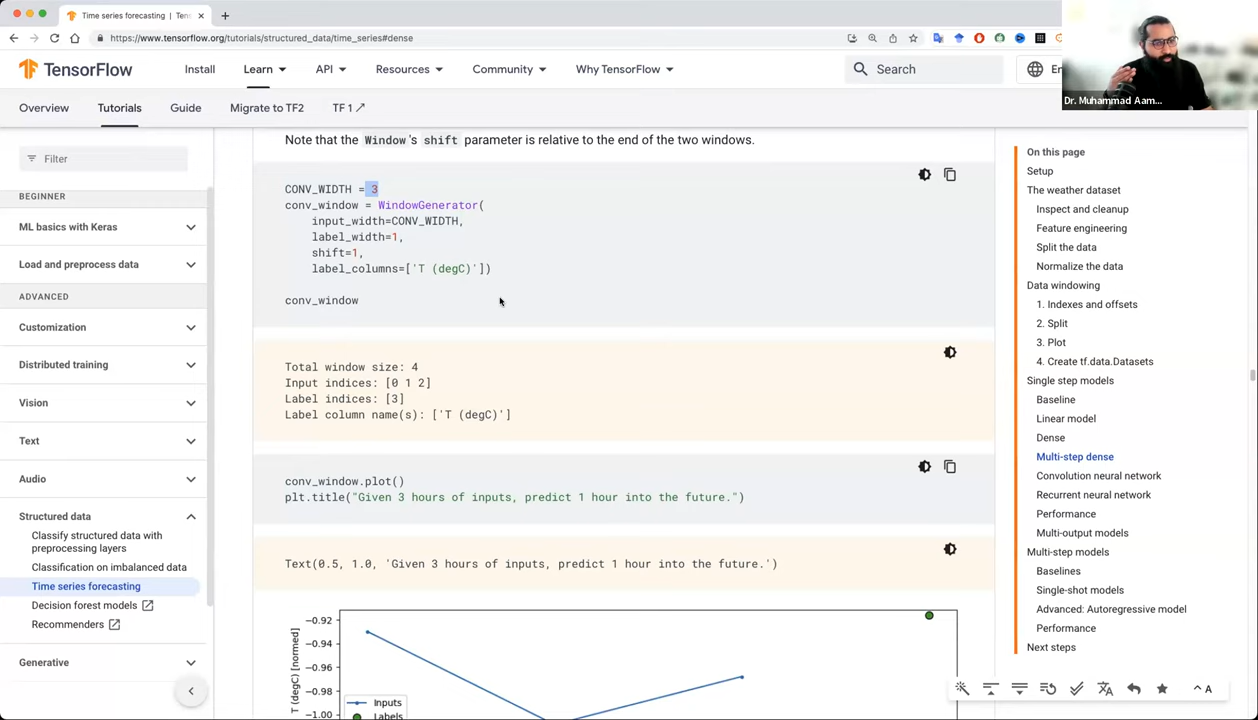 Time series forecasting | Tens
https://www.tensorflow.org/tutorials/structured_data/time_series#dense
TensorFlow
Install
Learn
API
Resources
Community
Why TensorFlow
Search
Dr. Muhammad Aam...
Overview
Tutorials
Guide
Migrate to TF2
TF 1
Filter
BEGINNER
ML basics with Keras
Load and preprocess data
ADVANCED
Customization
Distributed training
Vision
Text
Audio
Structured data
Classify structured data with
preprocessing layers
Classification on imbalanced data
Time series forecasting
Decision forest models
Recommenders
Generative
Note that the Window's shift parameter is relative to the end of the two windows.
CONV_WIDTH = 3
conv_window = WindowGenerator(
input_width=CONV_WIDTH,
label_width=1,
shift=1,
label_columns=['T (degC)'])
conv_window
Total window size: 4
Input indices: [0 1 2]
Label indices: [3]
Label column name(s): ['T (degC)']
conv_window.plot()
plt.title("Given 3 hours of inputs, predict 1 hour into the future.")
Text(0.5, 1.0, 'Given 3 hours of inputs, predict 1 hour into the future.')
T (degC) [normed]
−0.92
−0.94
−0.96
−0.98
−1.00
Inputs
Labels
On this page
Setup
The weather dataset
Inspect and cleanup
Feature engineering
Split the data
Normalize the data
Data windowing
1. Indexes and offsets
2. Split
3. Plot
4. Create tf.data.Datasets
Single step models
Baseline
Linear model
Dense
Multi-step dense
Convolution neural network
Recurrent neural network
Performance
Multi-output models
Multi-step models
Baselines
Single-shot models
Advanced: Autoregressive model
Performance
Next steps
A